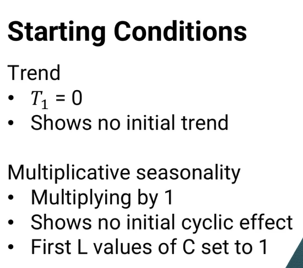 Starting Conditions
Trend
• T₁ = 0
• Shows no initial trend
Multiplicative seasonality
• Multiplying by 1
• Shows no initial cyclic effect
• First L values of C set to 1